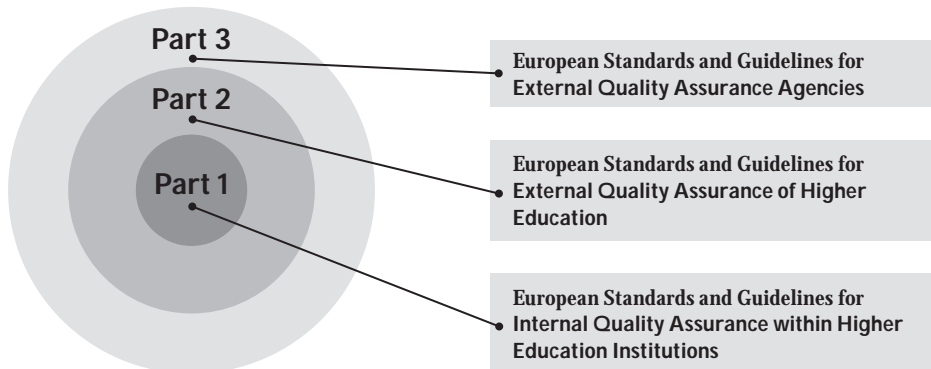 Part 3
European Standards and Guidelines for
External Quality Assurance Agencies
Part 2
European Standards and Guidelines for
External Quality Assurance of Higher
Education
Part 1
European Standards and Guidelines for
Internal Quality Assurance within Higher
Education Institutions